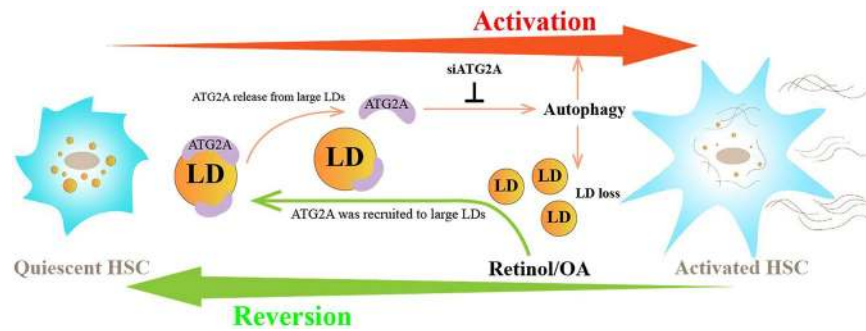 Activation
siATG2A
ATG2A release from large LDs
ATG2A
Autophagy
ATG2A
LD
LD
LD
LD
LD
LD loss
ATG2A was recruited to large LDs
Quiescent HSC
Retinol/OA
Activated HSC
Reversion